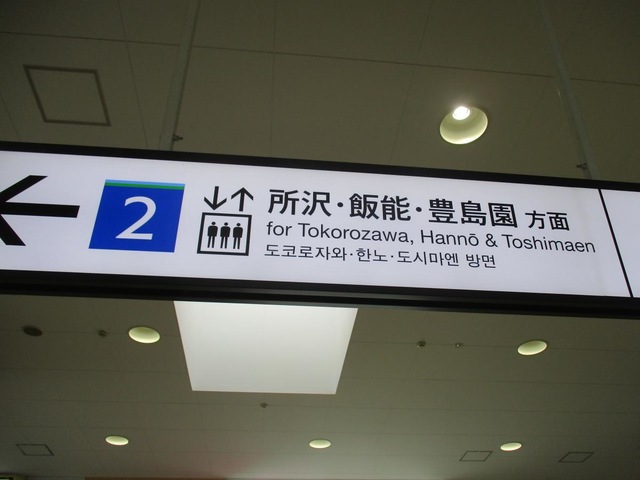 2
所沢・飯能・豊島園 方面
for Tokorozawa, Hannō & Toshimaen
도코로자와·한노·도시마엔 방면